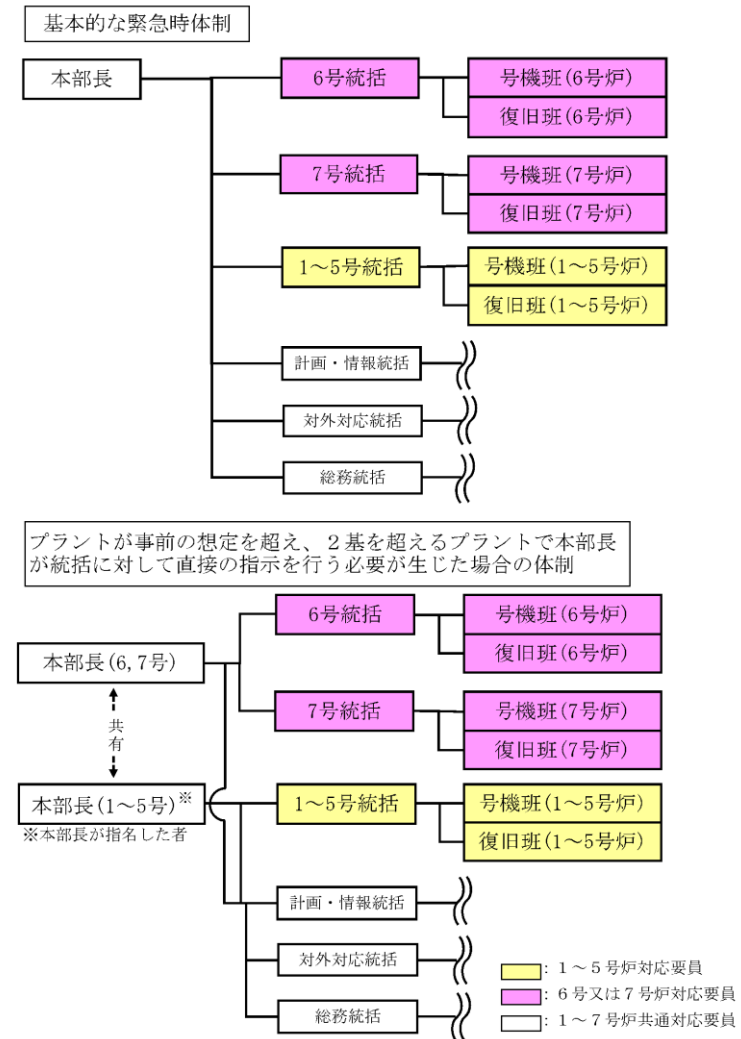 基本的な緊急時体制
本部長
6号統括
号機班(6号炉)
復旧班(6号炉)
7号統括
号機班(7号炉)
復旧班(7号炉)
1～5号統括
号機班(1～5号炉)
復旧班(1～5号炉)
計画・情報統括
対外対応統括
総務統括
プラントが事前の想定を超え、２基を超えるプラントで本部長
が統括に対して直接の指示を行う必要が生じた場合の体制
本部長(6,7号)
共有
本部長(1～5号)※
※本部長が指名した者
6号統括
号機班(6号炉)
復旧班(6号炉)
7号統括
号機班(7号炉)
復旧班(7号炉)
1～5号統括
号機班(1～5号炉)
復旧班(1～5号炉)
計画・情報統括
対外対応統括
総務統括
：１～５号炉対応要員
：６号又は７号炉対応要員
：１～７号炉共通対応要員